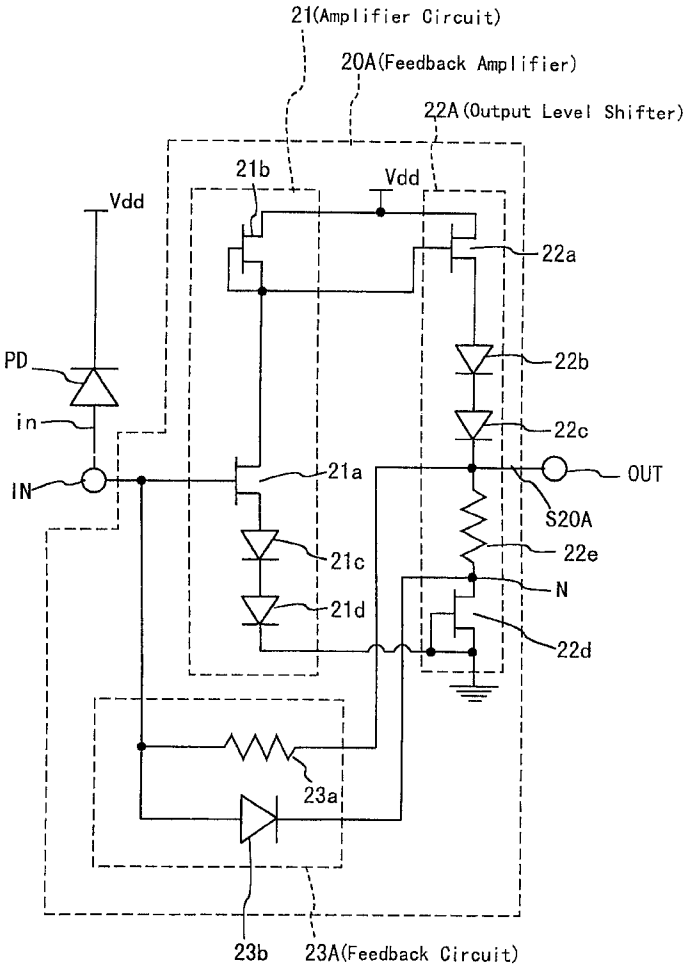 21(Amplifier Circuit)
20A(Feedback Amplifier)
22A(Output Level Shifter)
21b
Vdd
Vdd
22a
PD
22b
in
22c
IN
21a
OUT
S20A
21c
22e
N
21d
22d
23a
23b
23A(Feedback Circuit)